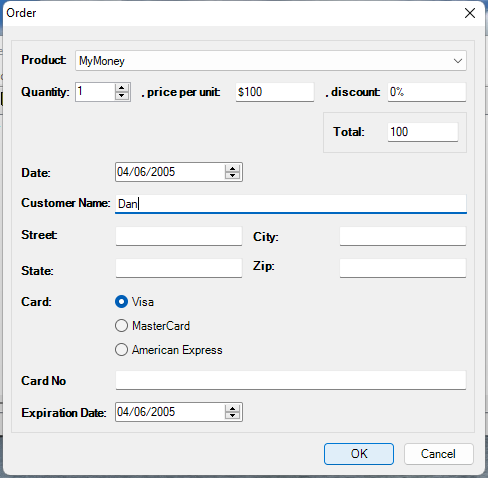 Order
Product: MyMoney
Quantity: 1 , price per unit: $100 , discount: 0%
Total: 100
Date: 04/06/2005
Customer Name: Dan
Street: City:
State: Zip:
Card: Visa
MasterCard
American Express
Card No
Expiration Date: 04/06/2005
OK Cancel